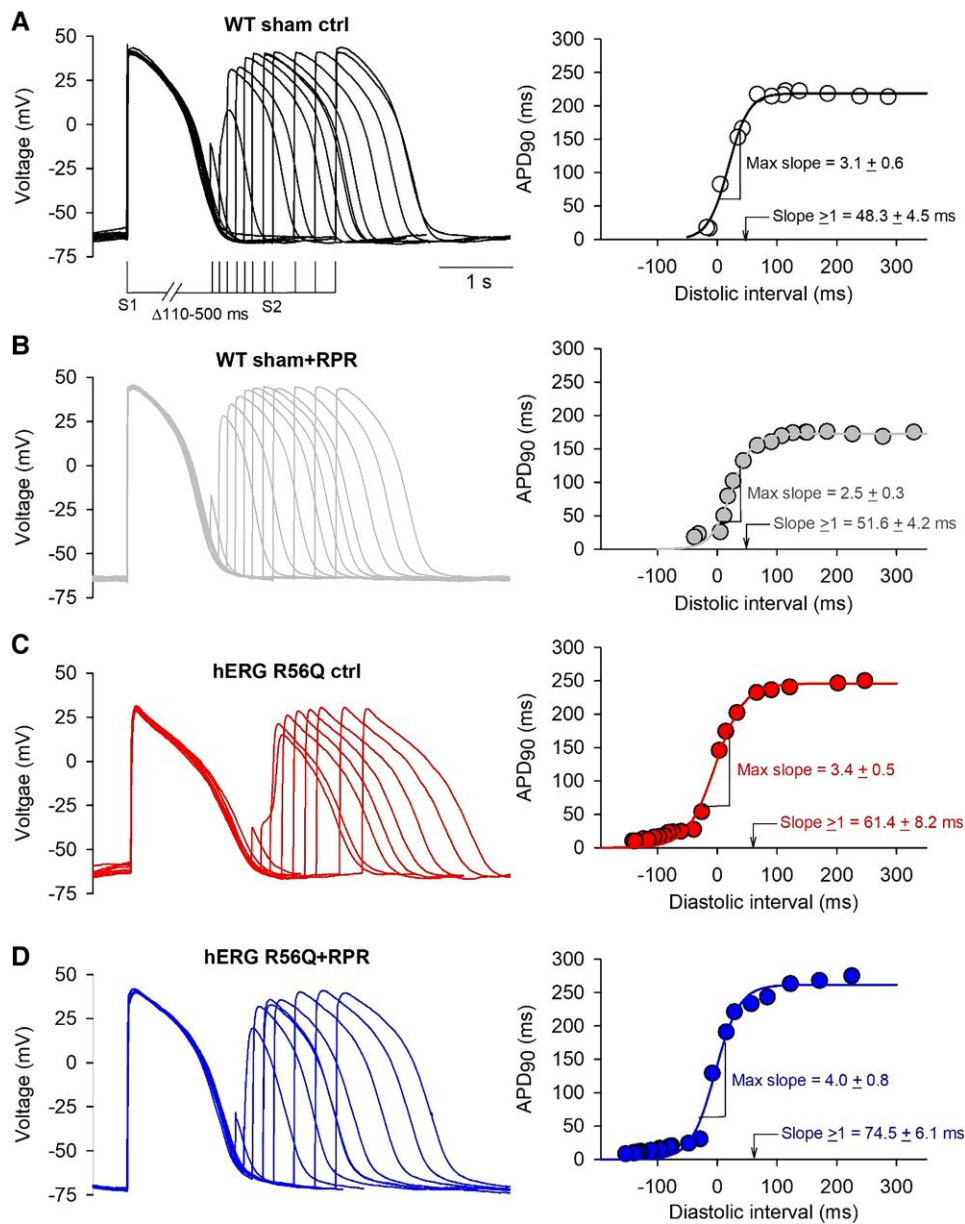 A
WT sham ctrl
50
25
0
-25
-50
-75
Voltage (mV)
S1
S2
Δ110-500 ms
1 s
300
250
200
150
100
50
0
APD90 (ms)
Max slope = 3.1 ± 0.6
Slope ≥1 = 48.3 ± 4.5 ms
-100 0 100 200 300
Distolic interval (ms)
B
WT sham+RPR
50
25
0
-25
-50
-75
Voltage (mV)
300
250
200
150
100
50
0
APD90 (ms)
Max slope = 2.5 ± 0.3
Slope ≥1 = 51.6 ± 4.2 ms
-100 0 100 200 300
Distolic interval (ms)
C
hERG R56Q ctrl
50
25
0
-25
-50
-75
Voltgae (mV)
300
250
200
150
100
50
0
APD90 (ms)
Max slope = 3.4 ± 0.5
Slope ≥1 = 61.4 ± 8.2 ms
-100 0 100 200 300
Diastolic interval (ms)
D
hERG R56Q+RPR
50
25
0
-25
-50
-75
Voltage (mV)
300
250
200
150
100
50
0
APD90 (ms)
Max slope = 4.0 ± 0.8
Slope ≥1 = 74.5 ± 6.1 ms
-100 0 100 200 300
Diastolic interval (ms)